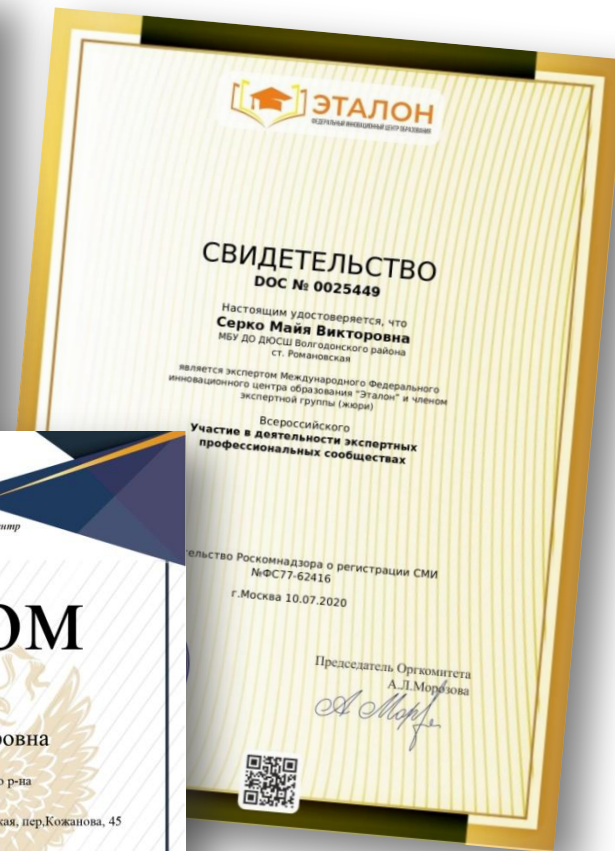 ЭТАЛОН
ФЕДЕРАЛЬНЫЙ ИННОВАЦИОННЫЙ ЦЕНТР ОБРАЗОВАНИЯ
СВИДЕТЕЛЬСТВО
DOC № 0025449
Настоящим удостоверяется, что
Серко Майя Викторовна
МБУ ДО ДЮСШ Волгодонского района
ст. Романовская
является экспертом Международного Федерального
инновационного центра образования "Эталон" и членом
экспертной группы (жюри)
Всероссийского
Участие в деятельности экспертных
профессиональных сообществах
ельство Роскомнадзора о регистрации СМИ
№ФС77-62416
г.Москва 10.07.2020
Председатель Оргкомитета
А.Л.Морозова
нтр
ОМ
ровна
о р-на
кая, пер,Кожанова, 45